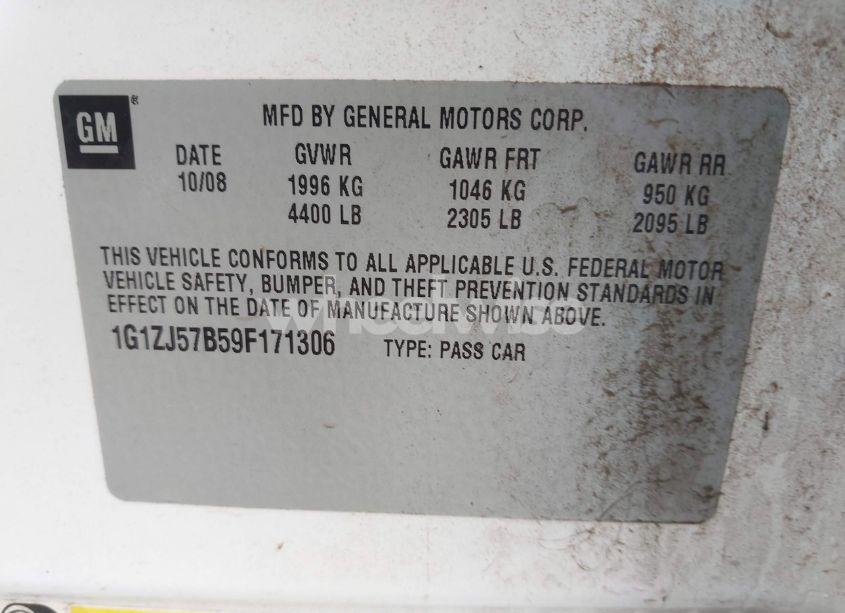 GM ®
MFD BY GENERAL MOTORS CORP.
DATE GVWR GAWR FRT GAWR RR
10/08 1996 KG 1046 KG 950 KG
4400 LB 2305 LB 2095 LB
THIS VEHICLE CONFORMS TO ALL APPLICABLE U.S. FEDERAL MOTOR
VEHICLE SAFETY, BUMPER, AND THEFT PREVENTION STANDARDS IN
EFFECT ON THE DATE OF MANUFACTURE SHOWN ABOVE.
1G1ZJ57B59F171306 TYPE: PASS CAR